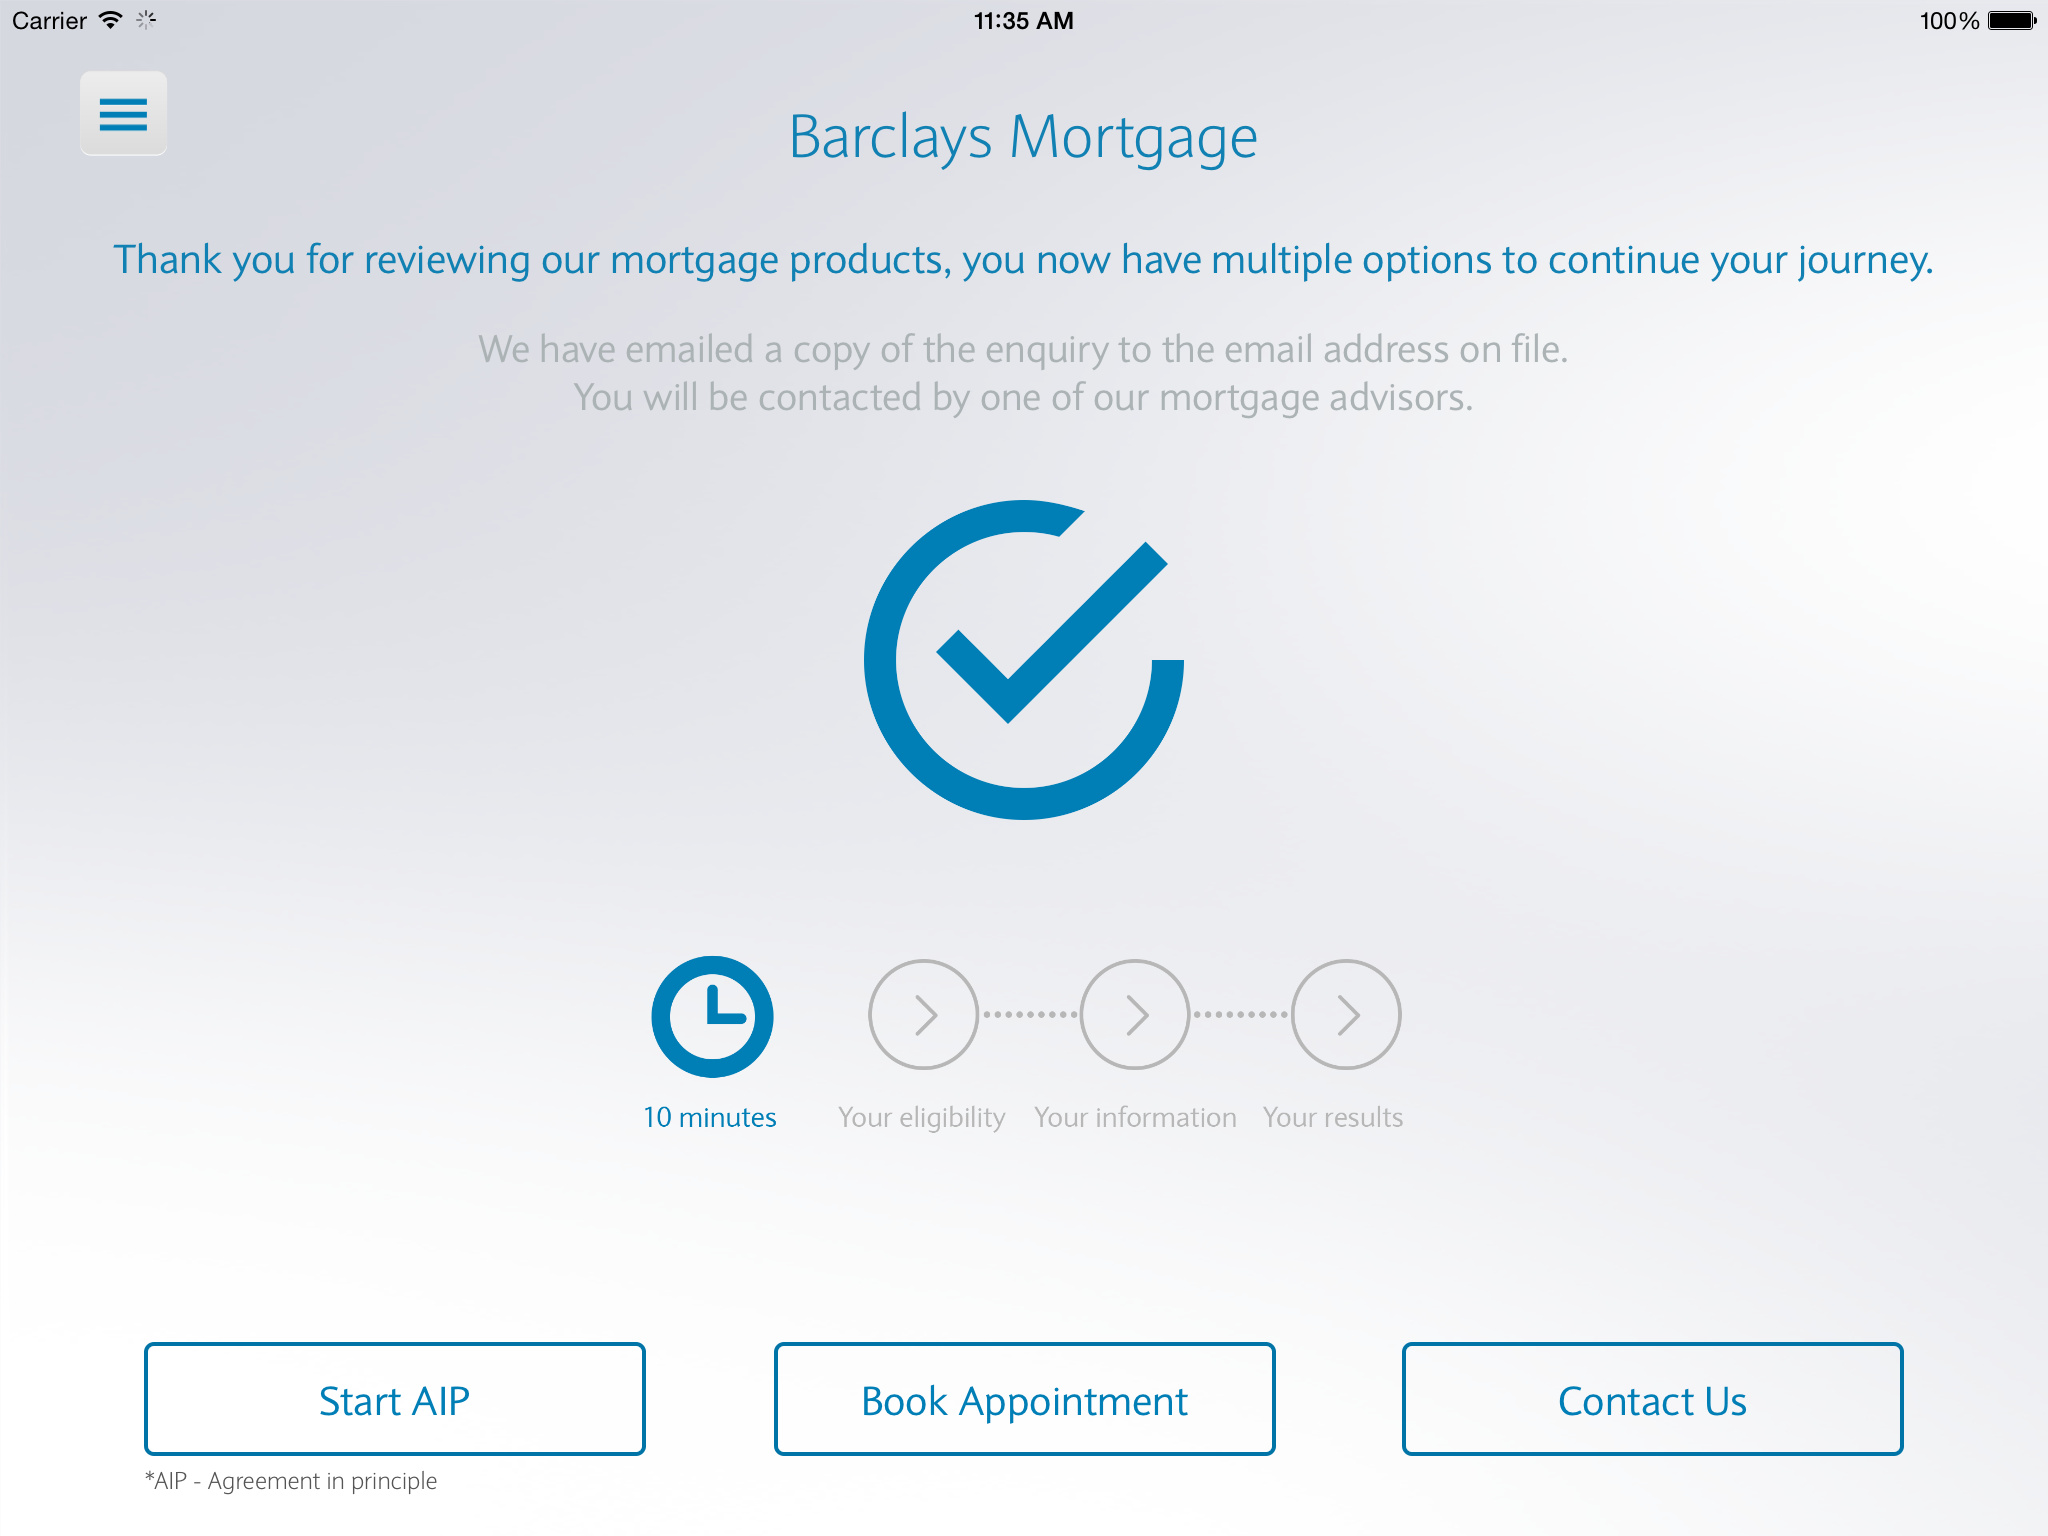 Carrier
11:35 AM
100%
Barclays Mortgage
Thank you for reviewing our mortgage products, you now have multiple options to continue your journey.
We have emailed a copy of the enquiry to the email address on file.
You will be contacted by one of our mortgage advisors.
10 minutes
Your eligibility
Your information
Your results
Start AIP
Book Appointment
Contact Us
*AIP - Agreement in principle